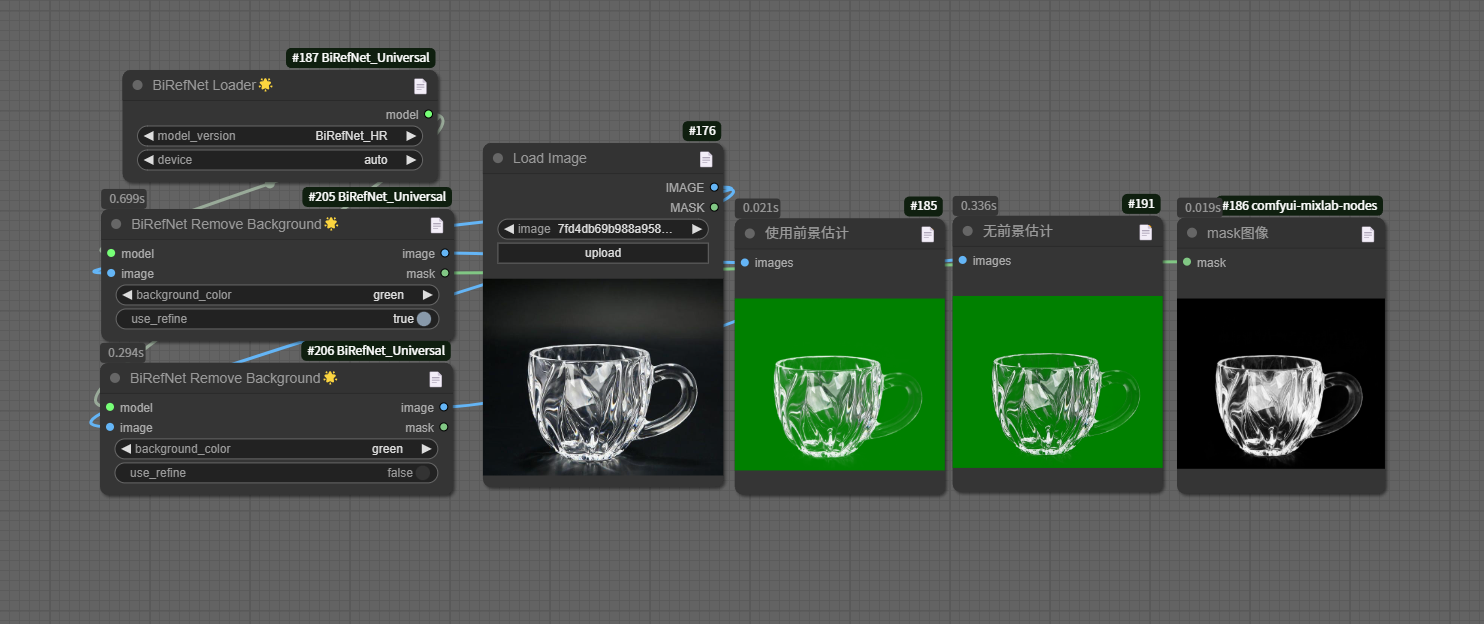 #187 BiRefNet_Universal
BiRefNet Loader
model
model_version BiRefNet_HR
device auto
0.699s
#205 BiRefNet_Universal
BiRefNet Remove Background
model image
image mask
background_color green
use_refine true
0.294s
#206 BiRefNet_Universal
BiRefNet Remove Background
model image
image mask
background_color green
use_refine false
#176
Load Image
IMAGE
MASK
image 7fd4db69b988a958...
upload
0.021s
#185
使用前景估计
images
0.336s
#191
无前景估计
images
0.019s
#186 comfyui-mixlab-nodes
mask图像
mask